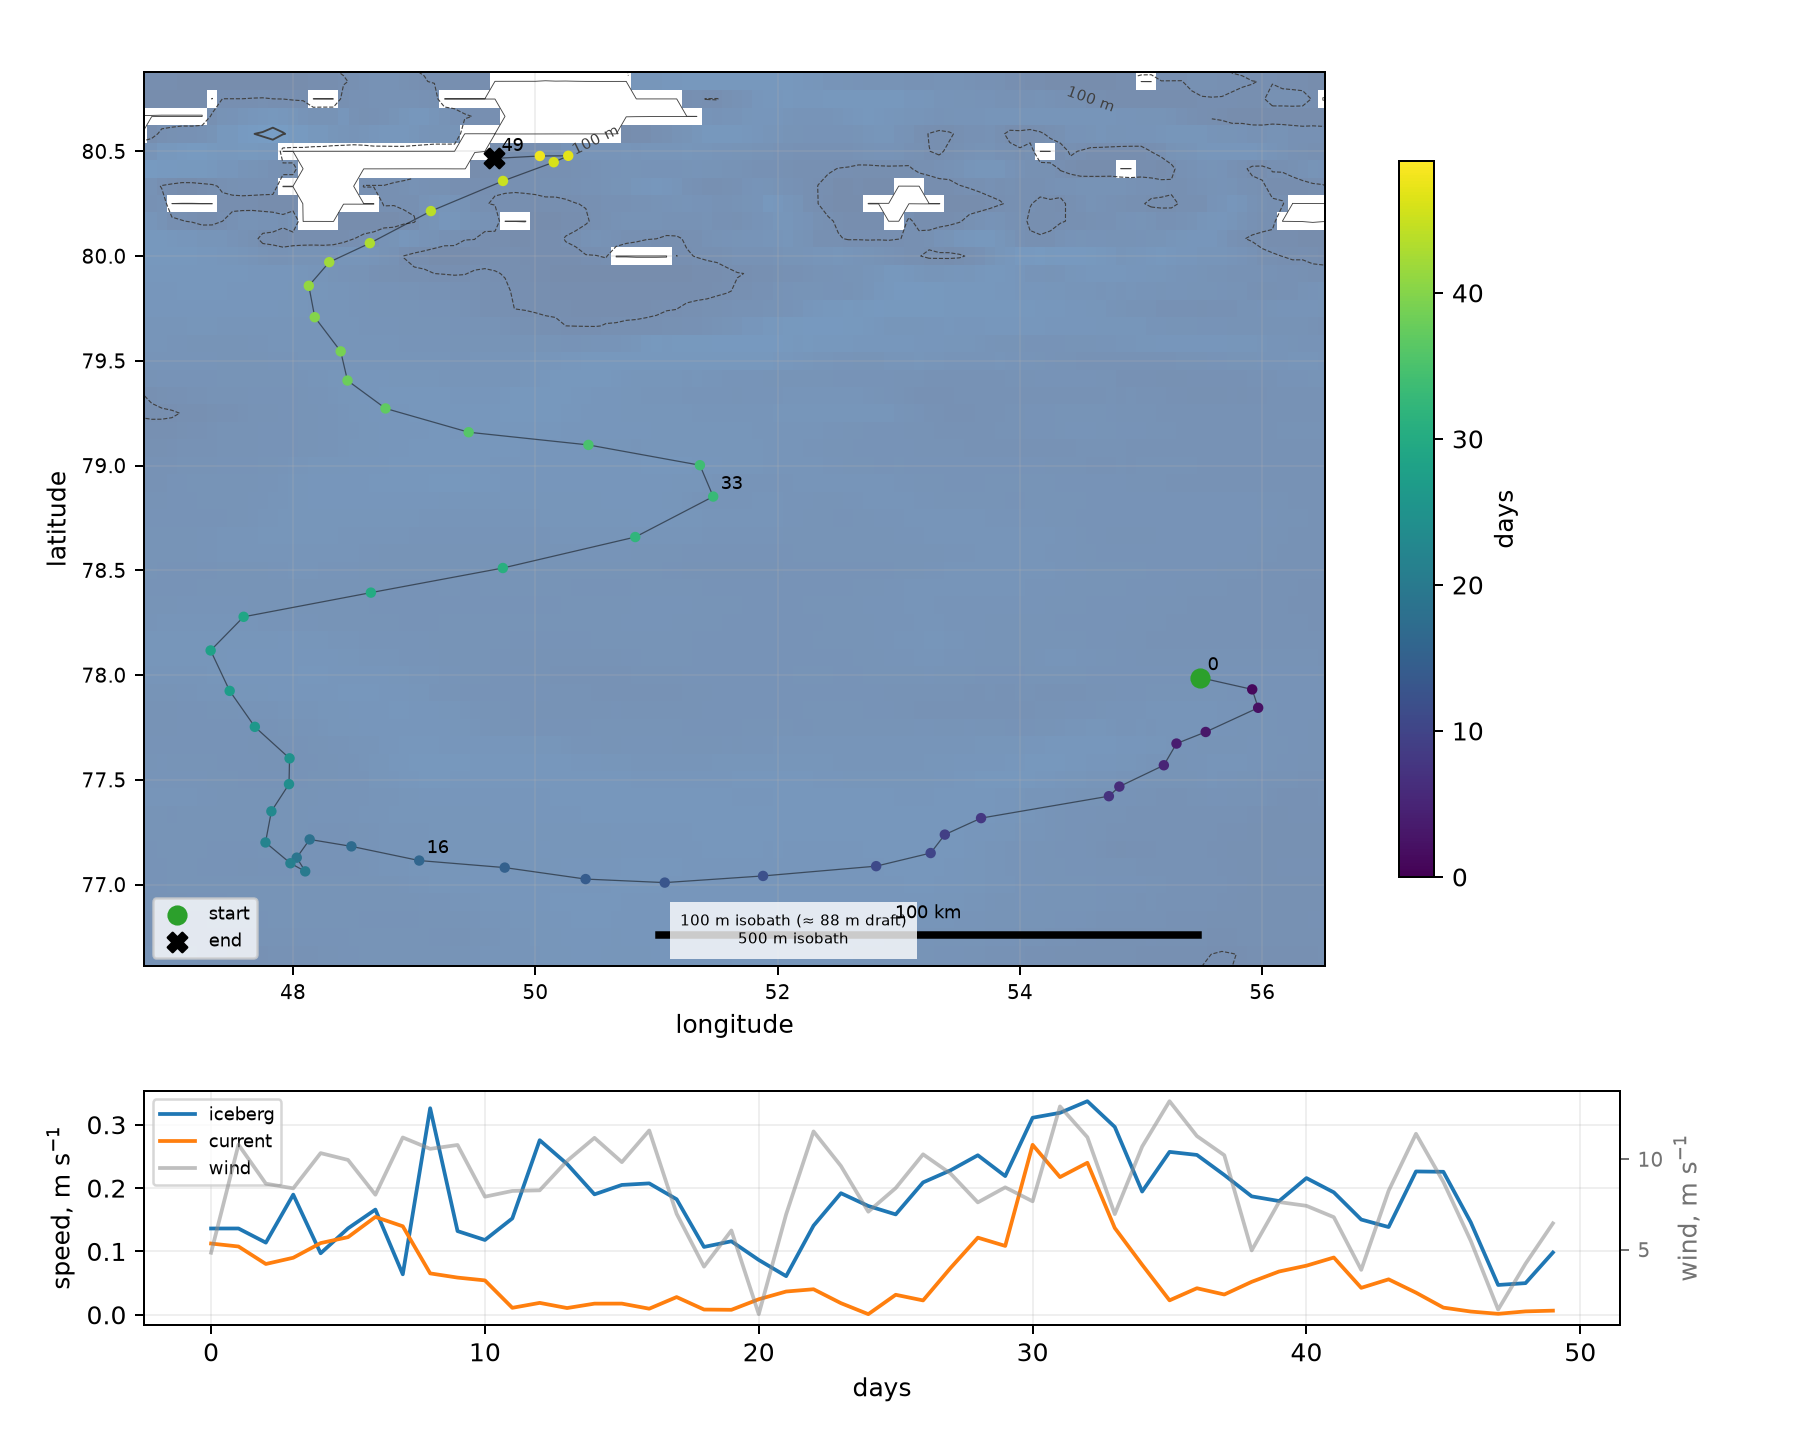 100 m
80.5
49
100 m
80.0
79.5
79.0
33
78.5
78.0
0
77.5
16
77.0
start
end
100 m isobath (≈ 88 m draft)
500 m isobath
100 km
48
50
52
54
56
longitude
latitude
40
30
20
10
0
days
iceberg
current
wind
0.3
0.2
0.1
0.0
speed, m s⁻¹
10
5
wind, m s⁻¹
0
10
20
30
40
50
days